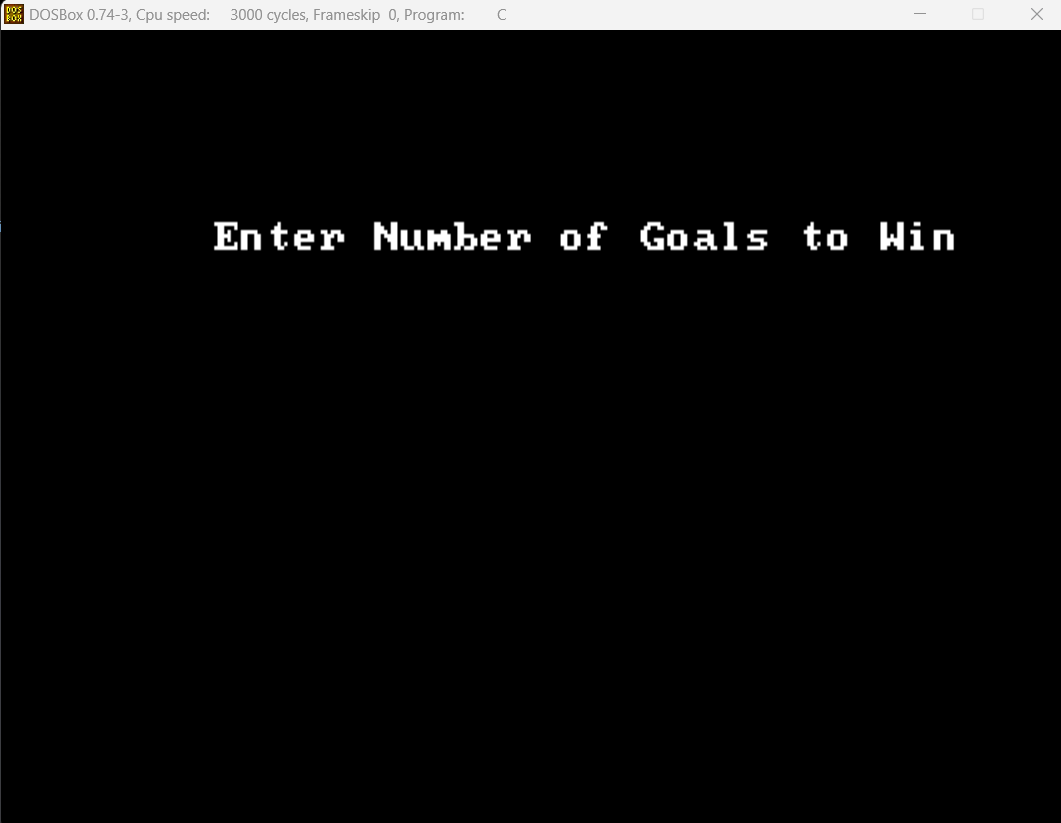 DOSBox 0.74-3, Cpu speed: 3000 cycles, Frameskip 0, Program: C
Enter Number of Goals to Win